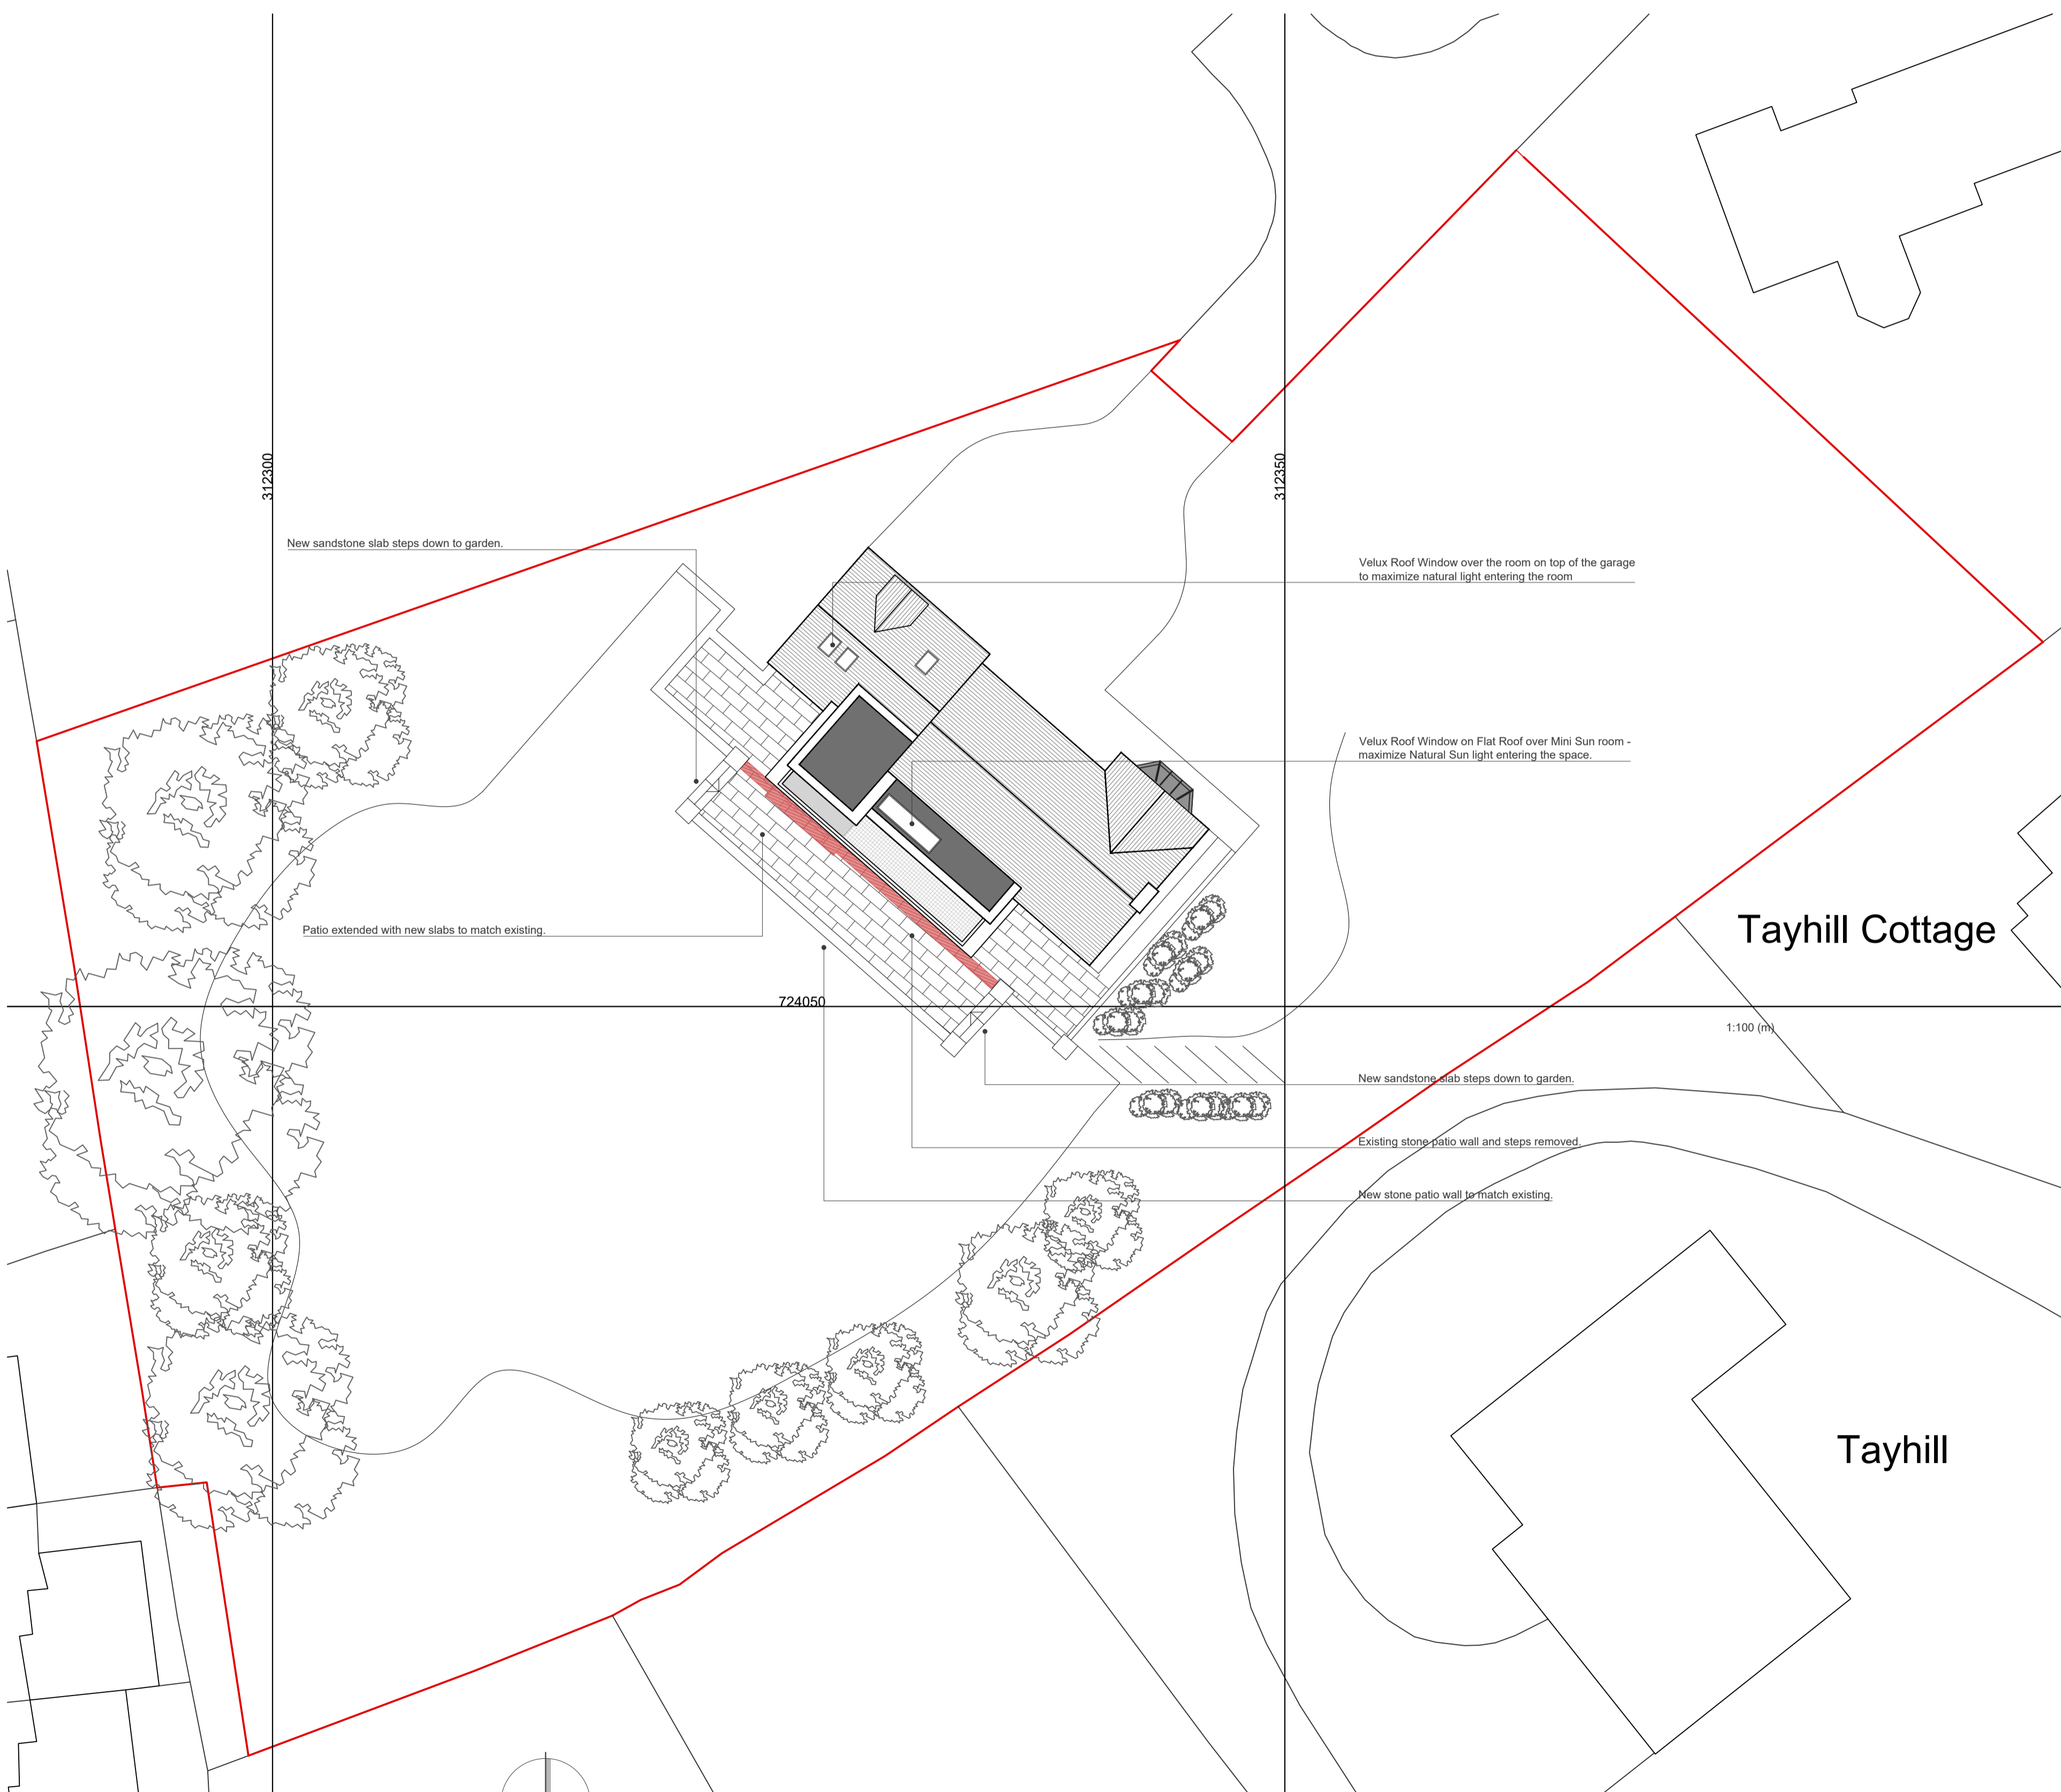 312300
312350
New sandstone slab steps down to garden.
Velux Roof Window over the room on top of the garage
to maximize natural light entering the room
Velux Roof Window on Flat Roof over Mini Sun room -
maximize Natural Sun light entering the space.
Patio extended with new slabs to match existing.
Tayhill Cottage
724050
1:100 (m)
New sandstone slab steps down to garden.
Existing stone patio wall and steps removed.
New stone patio wall to match existing.
Tayhill